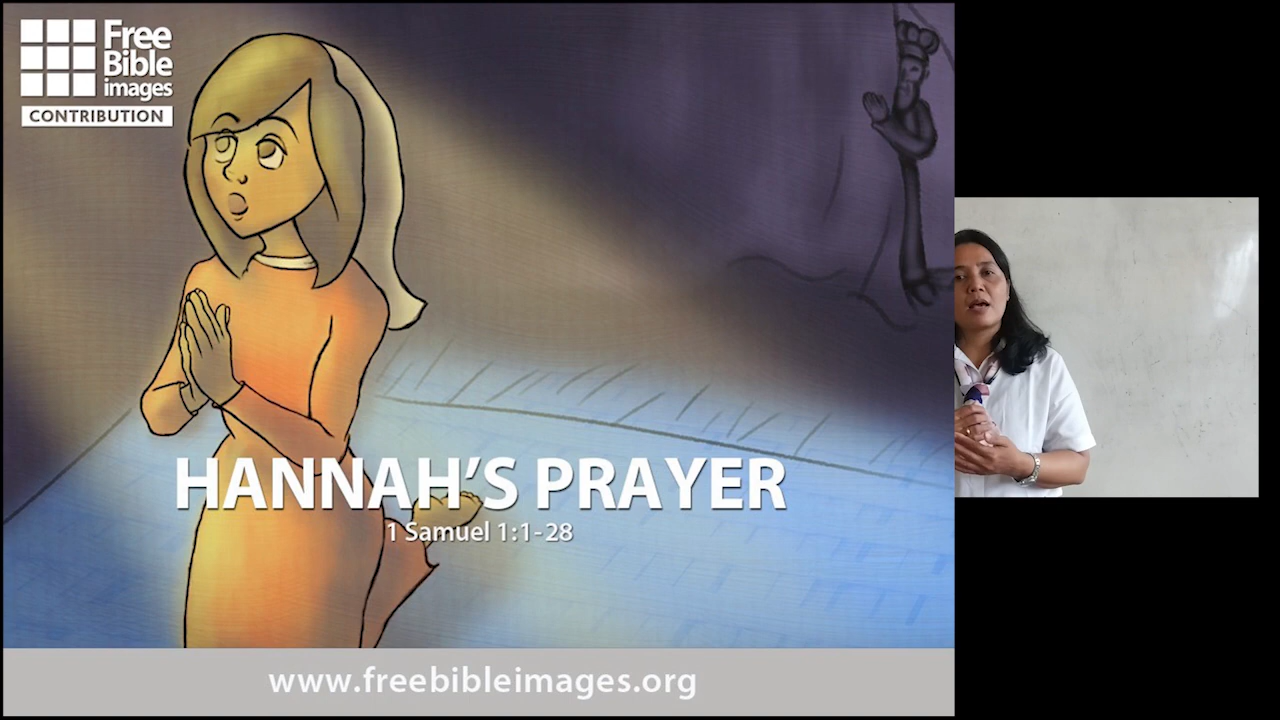 Free
Bible
images
CONTRIBUTION
HANNAH'S PRAYER
1 Samuel 1:1-28
www.freebibleimages.org